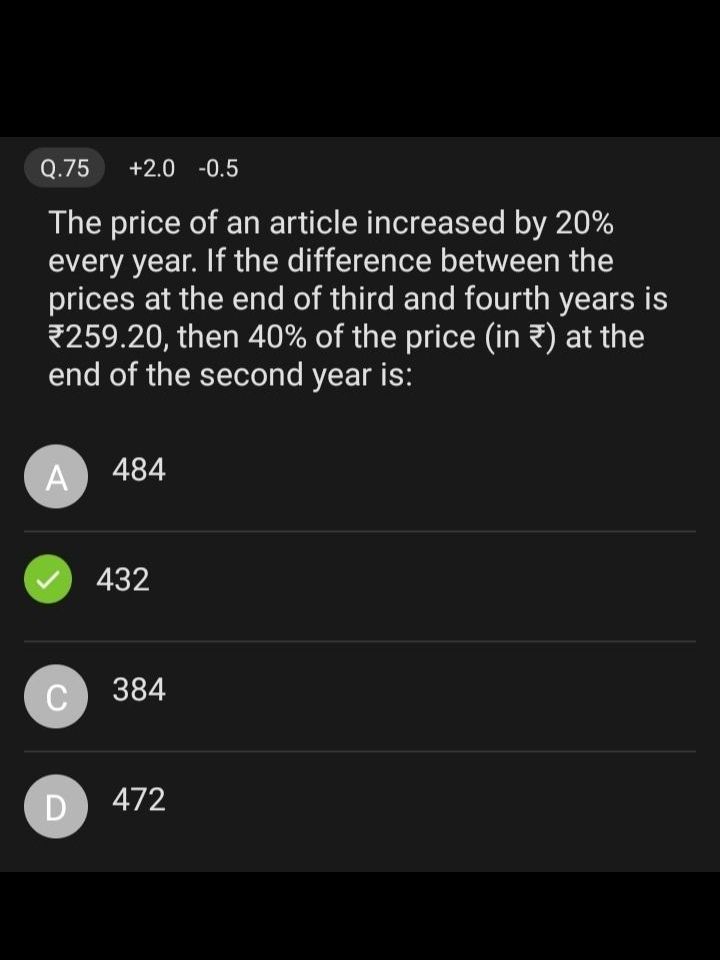 Q.75 +2.0 -0.5
The price of an article increased by 20%
every year. If the difference between the
prices at the end of third and fourth years is
₹259.20, then 40% of the price (in ₹) at the
end of the second year is:
A 484
432
C 384
D 472